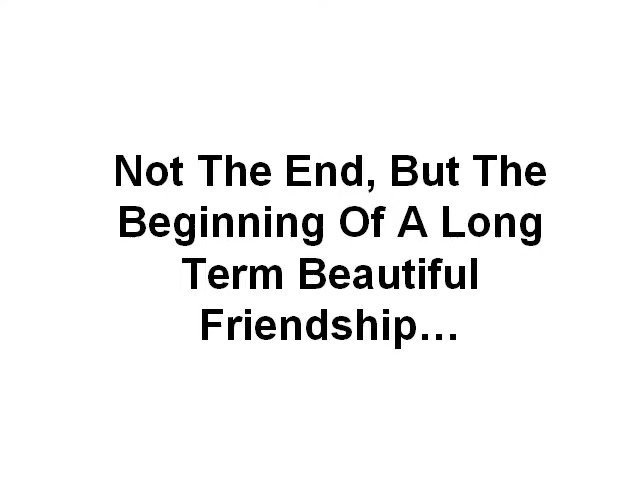 Not The End, But The
Beginning Of A Long
Term Beautiful
Friendship…